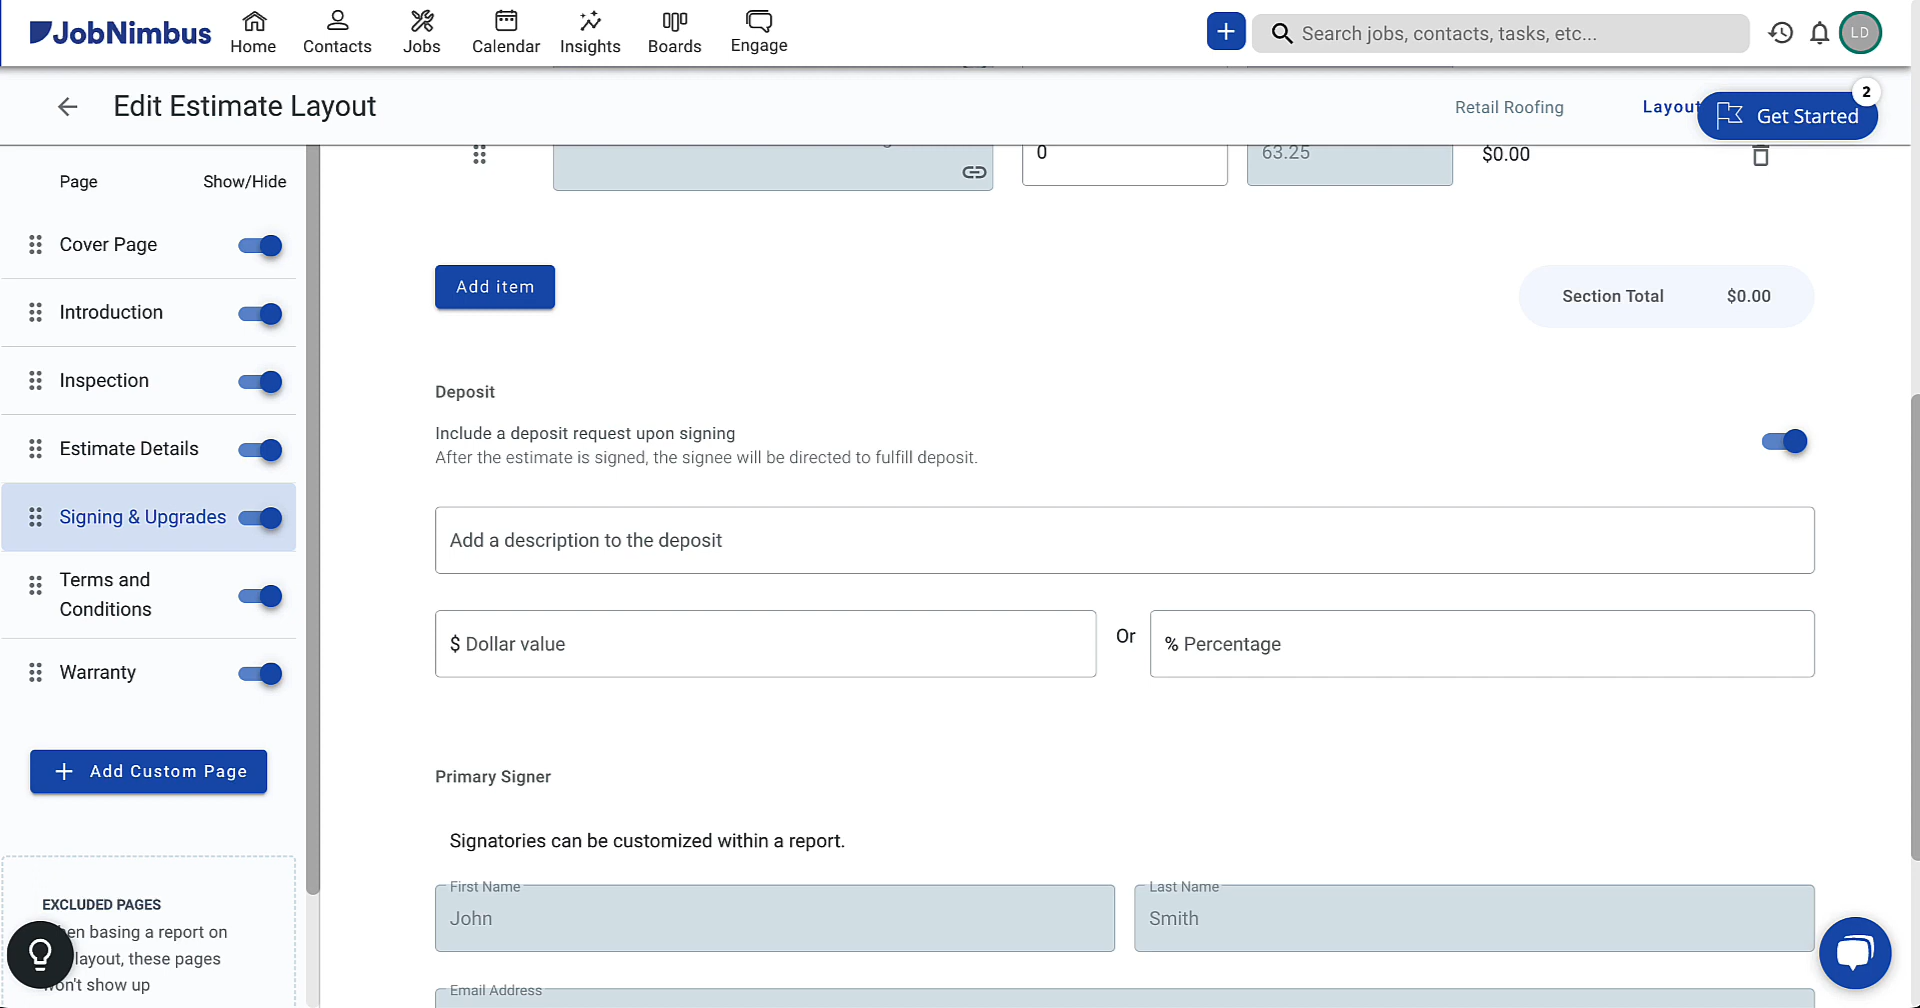 JobNimbus
Home
Contacts
Jobs
Calendar
Insights
Boards
Engage
Search jobs, contacts, tasks, etc...
LD
Edit Estimate Layout
Retail Roofing
Layout
Get Started
2
Page
Show/Hide
Cover Page
Introduction
Inspection
Estimate Details
Signing & Upgrades
Terms and
Conditions
Warranty
Add Custom Page
EXCLUDED PAGES
en basing a report on
layout, these pages
on't show up
0
63.25
$0.00
Add item
Section Total
$0.00
Deposit
Include a deposit request upon signing
After the estimate is signed, the signee will be directed to fulfill deposit.
Add a description to the deposit
$ Dollar value
Or
% Percentage
Primary Signer
Signatories can be customized within a report.
First Name
John
Last Name
Smith
Email Address